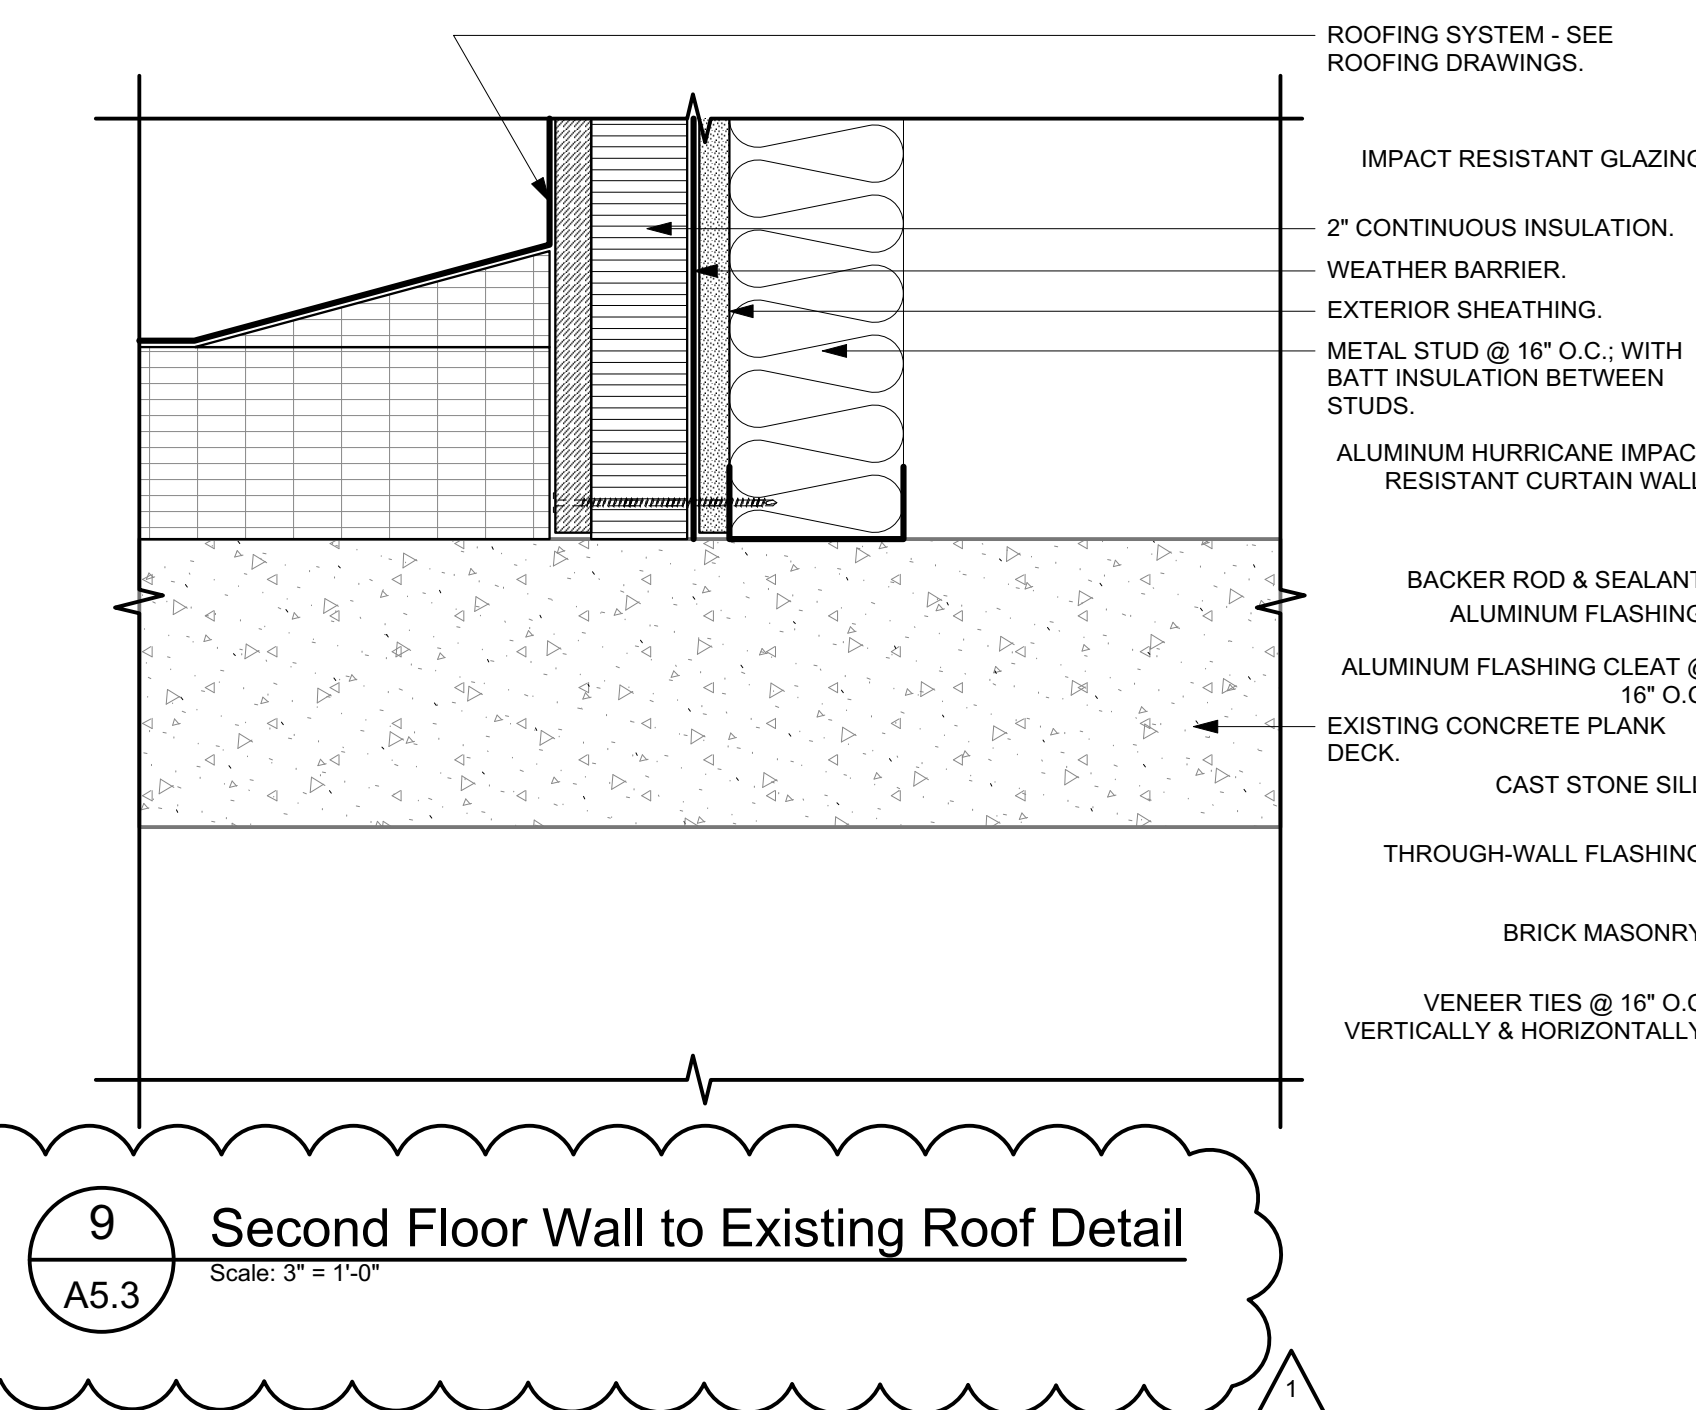 ROOFING SYSTEM - SEE
ROOFING DRAWINGS.
IMPACT RESISTANT GLAZING
2" CONTINUOUS INSULATION.
WEATHER BARRIER.
EXTERIOR SHEATHING.
METAL STUD @ 16" O.C.; WITH
BATT INSULATION BETWEEN
STUDS.
ALUMINUM HURRICANE IMPACT
RESISTANT CURTAIN WALL
BACKER ROD & SEALANT
ALUMINUM FLASHING
ALUMINUM FLASHING CLEAT @
16" O.C
EXISTING CONCRETE PLANK
DECK.
CAST STONE SILL
THROUGH-WALL FLASHING
BRICK MASONRY
VENEER TIES @ 16" O.C
VERTICALLY & HORIZONTALLY
9
A5.3
Second Floor Wall to Existing Roof Detail
Scale: 3" = 1'-0"
1